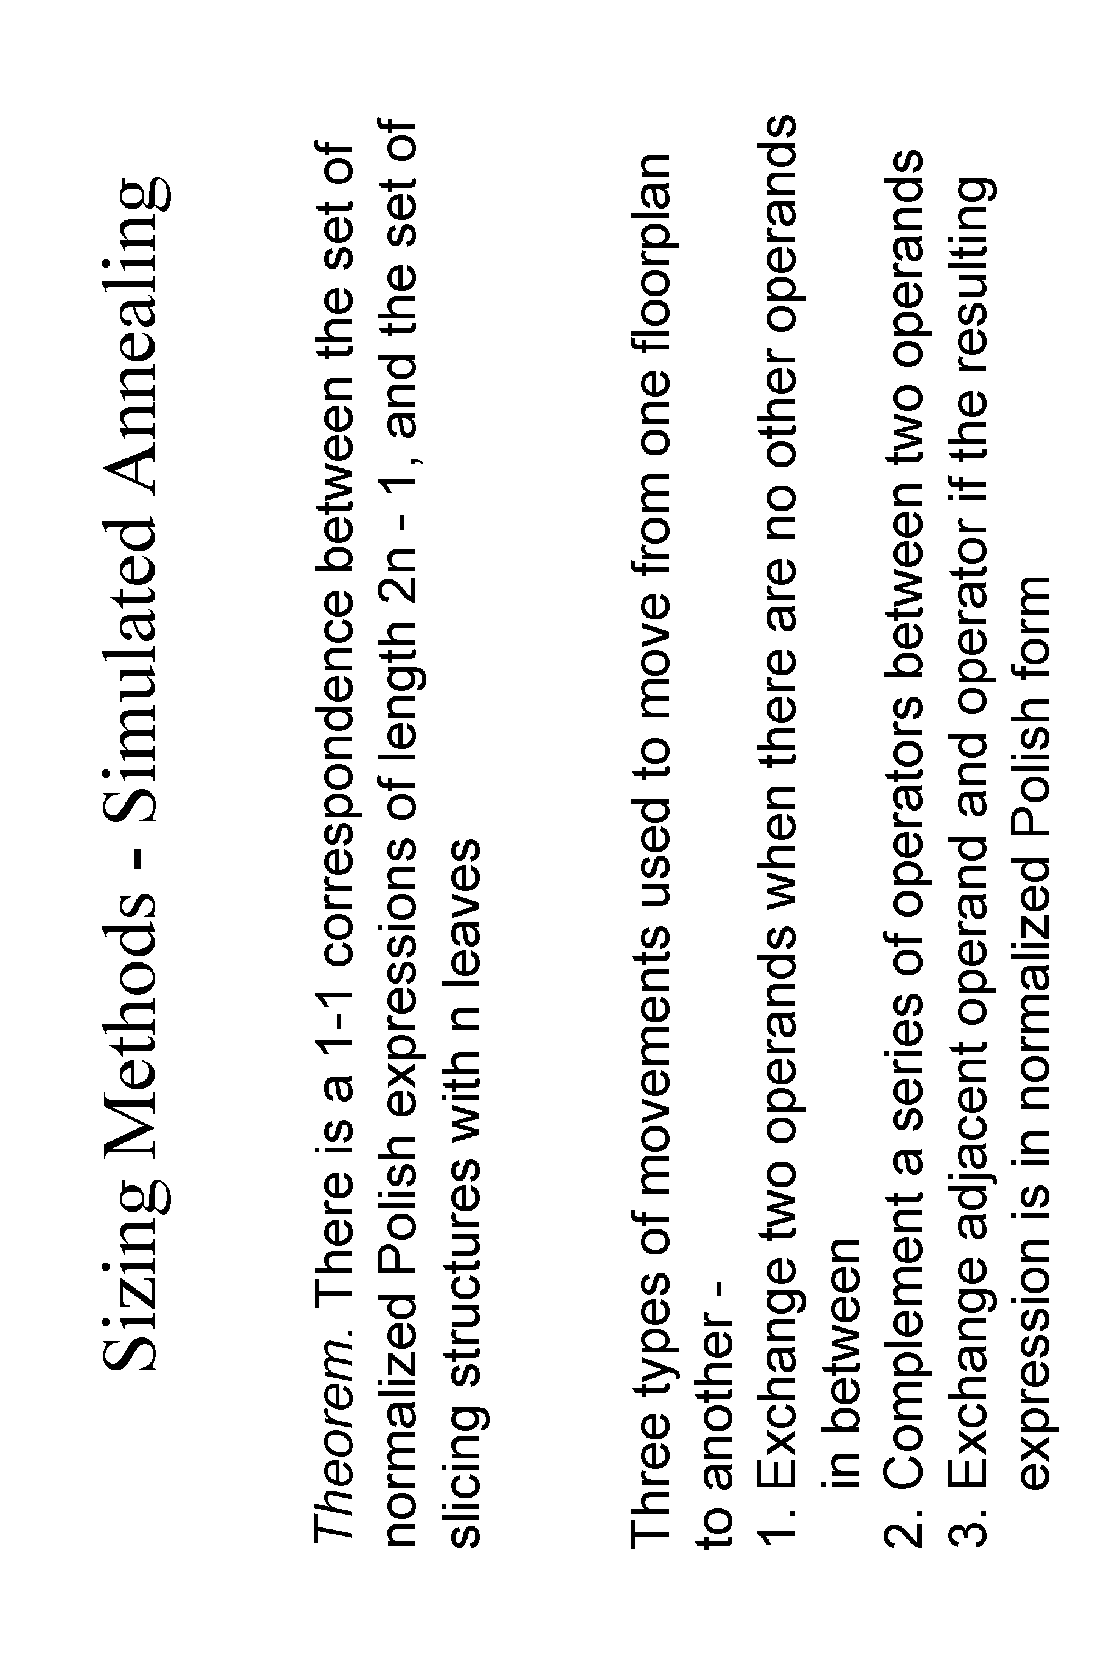 Sizing Methods - Simulated Annealing
Theorem. There is a 1-1 correspondence between the set of
normalized Polish expressions of length 2n - 1, and the set of
slicing structures with n leaves
Three types of movements used to move from one floorplan
to another -
1. Exchange two operands when there are no other operands
in between
2. Complement a series of operators between two operands
3. Exchange adjacent operand and operator if the resulting
expression is in normalized Polish form